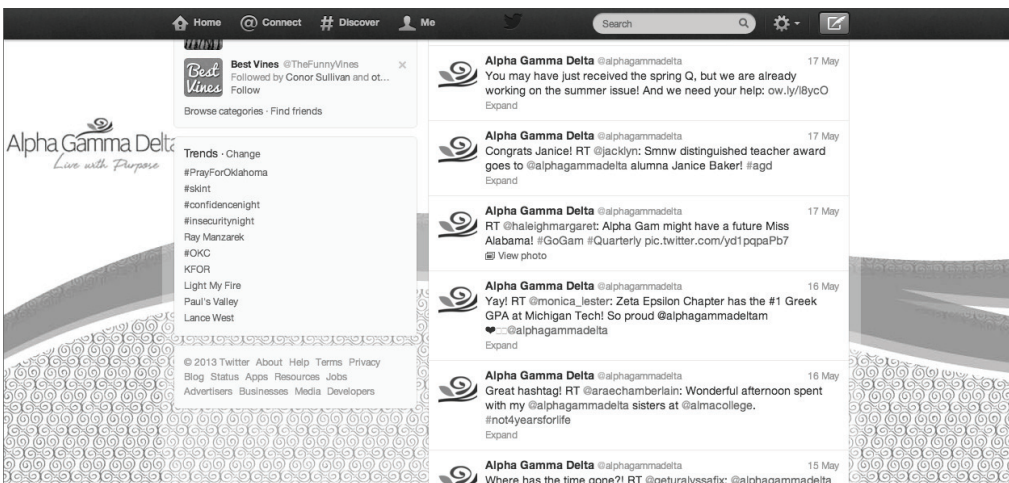 Home @ Connect # Discover Me Search
Best Vines
Best Vines @TheFunnyVines
Followed by Conor Sullivan and ot...
Follow
Browse categories · Find friends
Alpha Gamma Delta
Live with Purpose
Trends · Change
#PrayForOklahoma
#skint
#confidencenight
#insecuritynight
Ray Manzarek
#OKC
KFOR
Light My Fire
Paul's Valley
Lance West
© 2013 Twitter About Help Terms Privacy
Blog Status Apps Resources Jobs
Advertisers Businesses Media Developers
Alpha Gamma Delta @alphagammadelta 17 May
You may have just received the spring Q, but we are already
working on the summer issue! And we need your help: ow.ly/l8ycO
Expand
Alpha Gamma Delta @alphagammadelta 17 May
Congrats Janice! RT @jacklyn: Smnw distinguished teacher award
goes to @alphagammadelta alumna Janice Baker! #agd
Expand
Alpha Gamma Delta @alphagammadelta 17 May
RT @haleighmargaret: Alpha Gam might have a future Miss
Alabama! #GoGam #Quarterly pic.twitter.com/yd1pqpaPb7
View photo
Alpha Gamma Delta @alphagammadelta 16 May
Yay! RT @monica_lester: Zeta Epsilon Chapter has the #1 Greek
GPA at Michigan Tech! So proud @alphagammadeltam
❤ @alphagammadelta
Expand
Alpha Gamma Delta @alphagammadelta 16 May
Great hashtag! RT @araechamberlain: Wonderful afternoon spent
with my @alphagammadelta sisters at @almacollege.
#not4yearsforlife
Expand
Alpha Gamma Delta @alphagammadelta 15 May
Where has the time gone?! RT @geturalyssafix: @alphagammadelta